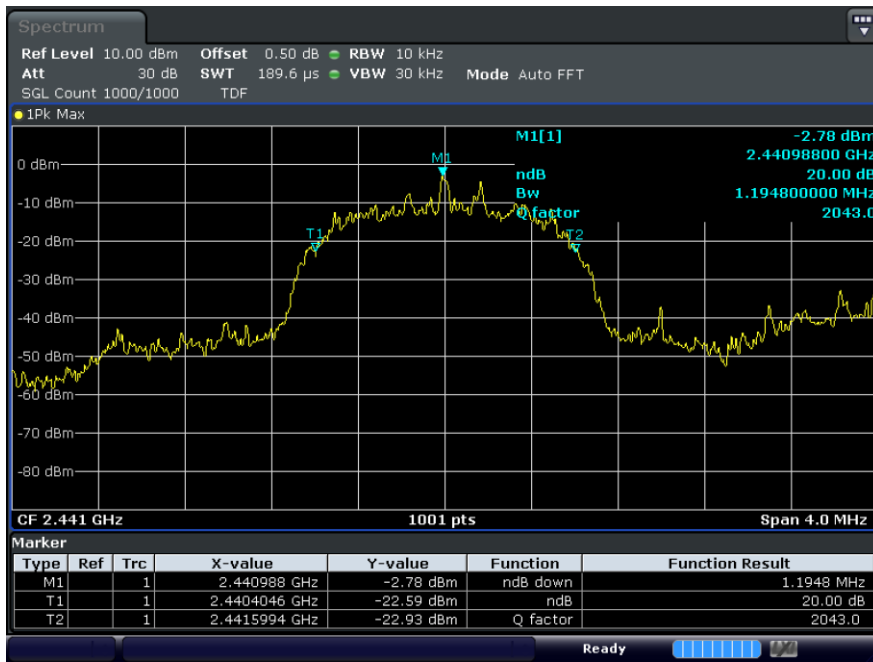 Spectrum
Ref Level 10.00 dBm Offset 0.50 dB RBW 10 kHz
Att 30 dB SWT 189.6 µs VBW 30 kHz Mode Auto FFT
SGL Count 1000/1000 TDF
1Pk Max
M1[1] -2.78 dBm
2.44098800 GHz
M1
0 dBm
ndB 20.00 dB
Bw 1.194800000 MHz
-10 dBm
Q factor 2043.0
T1
T2
-20 dBm
-30 dBm
-40 dBm
-50 dBm
-60 dBm
-70 dBm
-80 dBm
CF 2.441 GHz 1001 pts Span 4.0 MHz
Marker
Type Ref Trc X-value Y-value Function Function Result
M1 1 2.440988 GHz -2.78 dBm ndB down 1.1948 MHz
T1 1 2.4404046 GHz -22.59 dBm ndB 20.00 dB
T2 1 2.4415994 GHz -22.93 dBm Q factor 2043.0
Ready